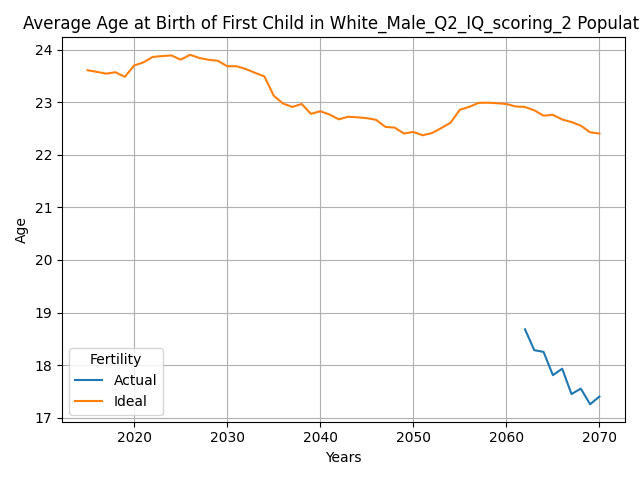 Average Age at Birth of First Child in White_Male_Q2_IQ_scoring_2 Populat
24
23
22
21
20
19
18
17
Age
Fertility
Actual
Ideal
2020 2030 2040 2050 2060 2070
Years